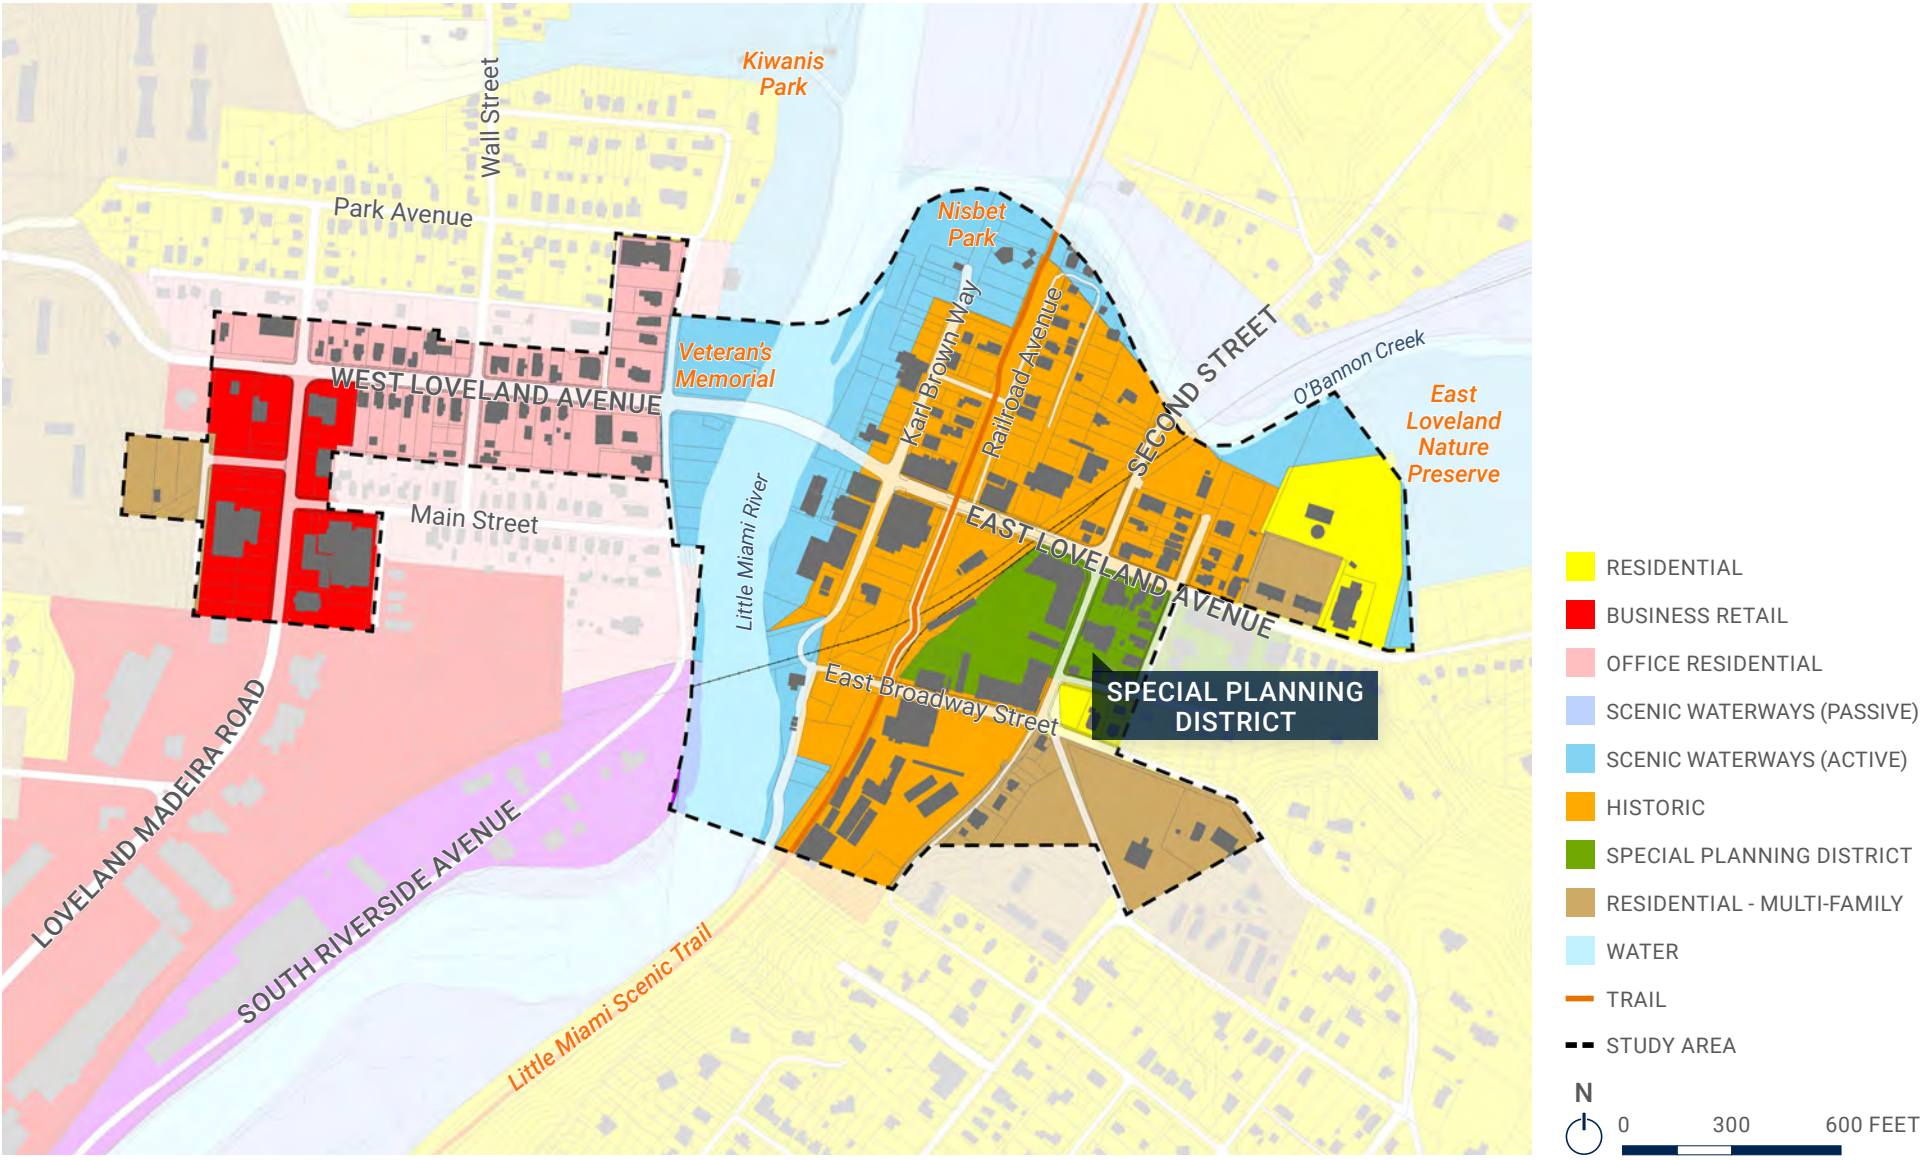 Kiwanis
Park
Wall Street
Park Avenue
Nisbet
Park
Karl Brown Way
Railroad Avenue
SECOND STREET
O'Bannon Creek
Veteran's
Memorial
WEST LOVELAND AVENUE
East
Loveland
Nature
Preserve
Main Street
Little Miami River
EAST LOVELAND AVENUE
East Broadway Street
SPECIAL PLANNING
DISTRICT
LOVELAND MADEIRA ROAD
SOUTH RIVERSIDE AVENUE
Little Miami Scenic Trail
RESIDENTIAL
BUSINESS RETAIL
OFFICE RESIDENTIAL
SCENIC WATERWAYS (PASSIVE)
SCENIC WATERWAYS (ACTIVE)
HISTORIC
SPECIAL PLANNING DISTRICT
RESIDENTIAL - MULTI-FAMILY
WATER
TRAIL
STUDY AREA
N
0 300 600 FEET